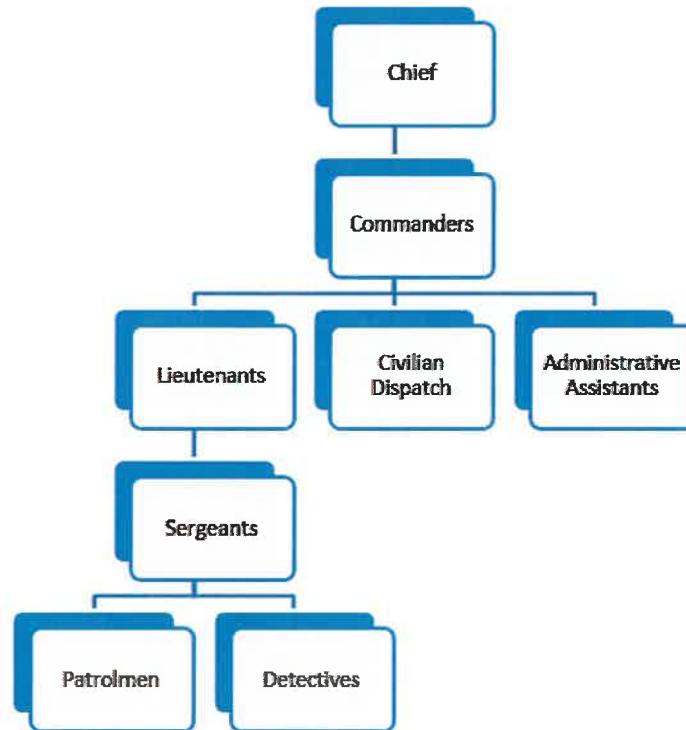 Chief
Commanders
Lieutenants
Civilian
Dispatch
Administrative
Assistants
Sergeants
Patrolmen
Detectives